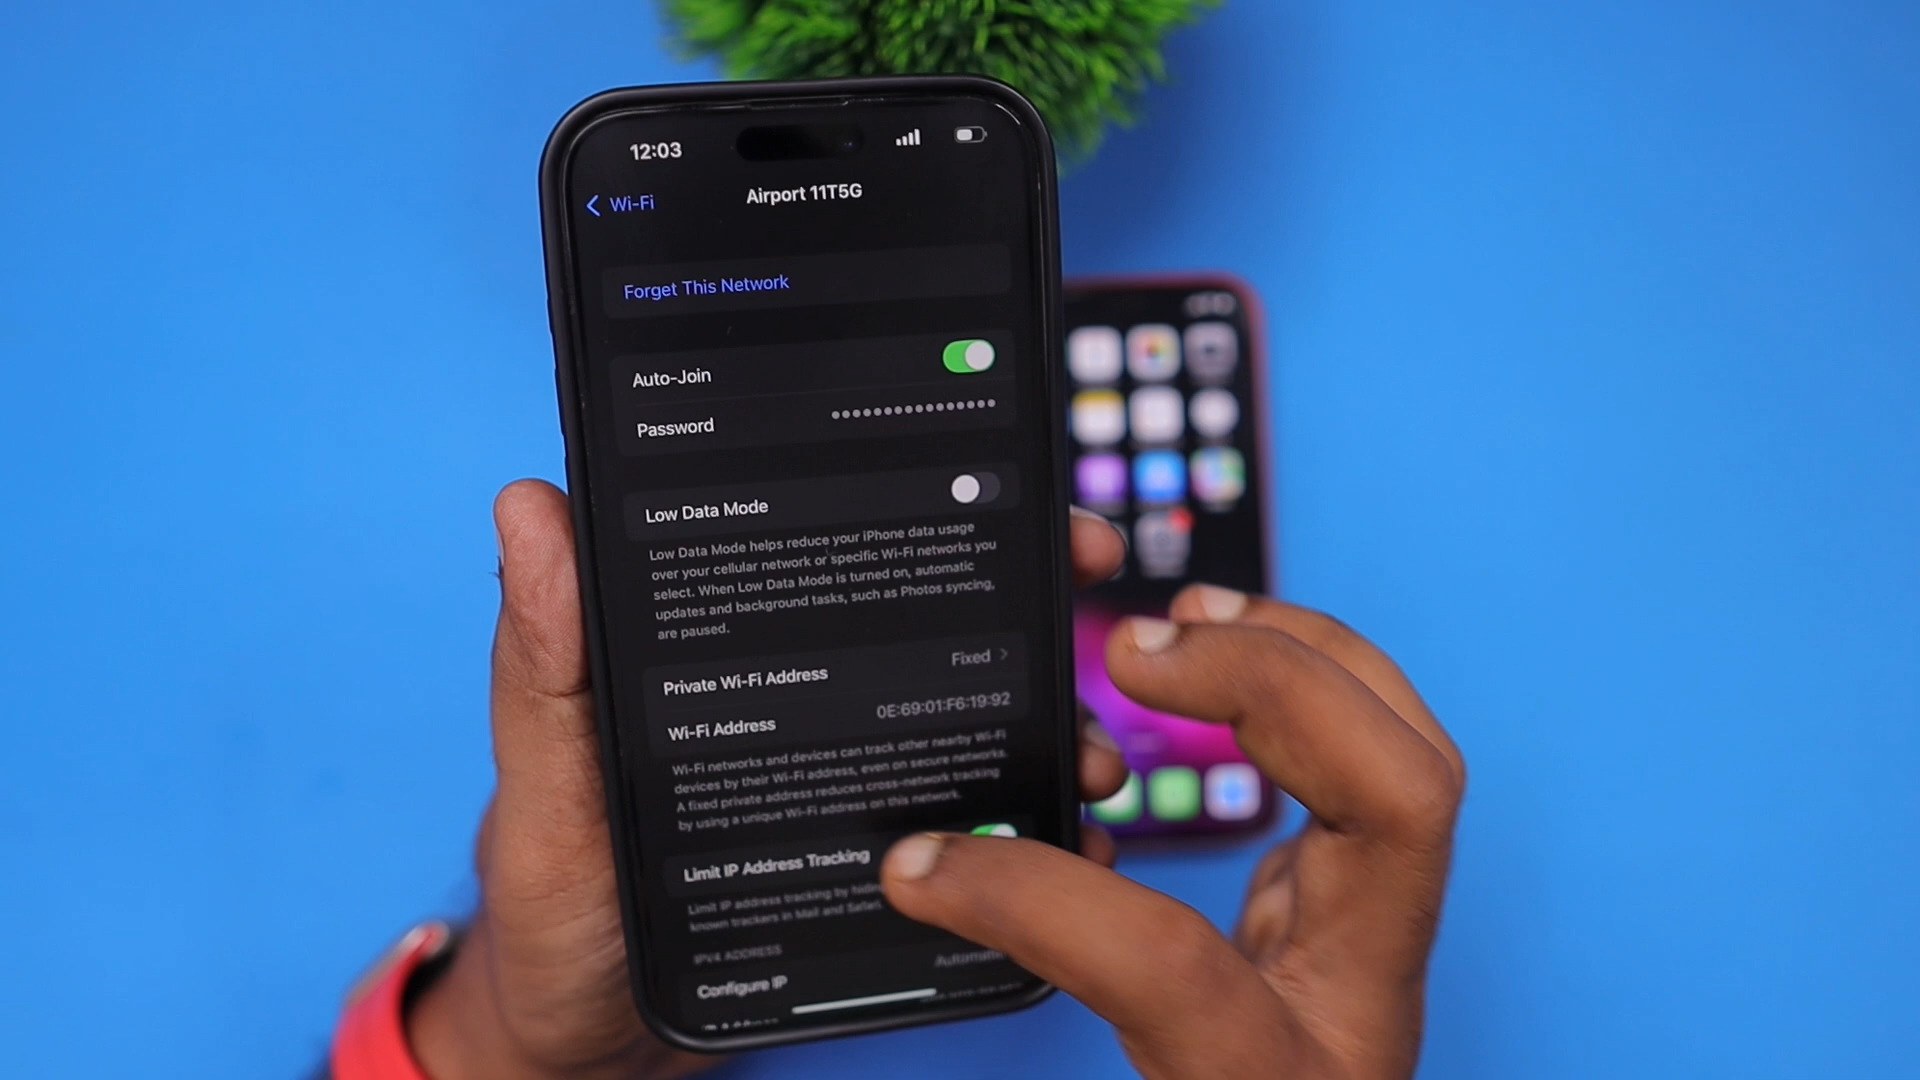 12:03
Wi-Fi
Airport 11T5G
Forget This Network
Auto-Join
Password
Low Data Mode
Low Data Mode helps reduce your iPhone data usage
over your cellular network or specific Wi-Fi networks you
select. When Low Data Mode is turned on, automatic
updates and background tasks, such as Photos syncing,
are paused.
Private Wi-Fi Address Fixed
Wi-Fi Address 0E:69:01:F6:19:92
Wi-Fi networks and devices can track other nearby Wi-Fi
devices by their Wi-Fi address, even on secure networks.
A fixed private address reduces cross-network tracking
by using a unique Wi-Fi address on this network.
Limit IP Address Tracking
Limit IP address tracking by
known trackers in Mail and Safari.
IPV4 ADDRESS
Configure IP Automatic